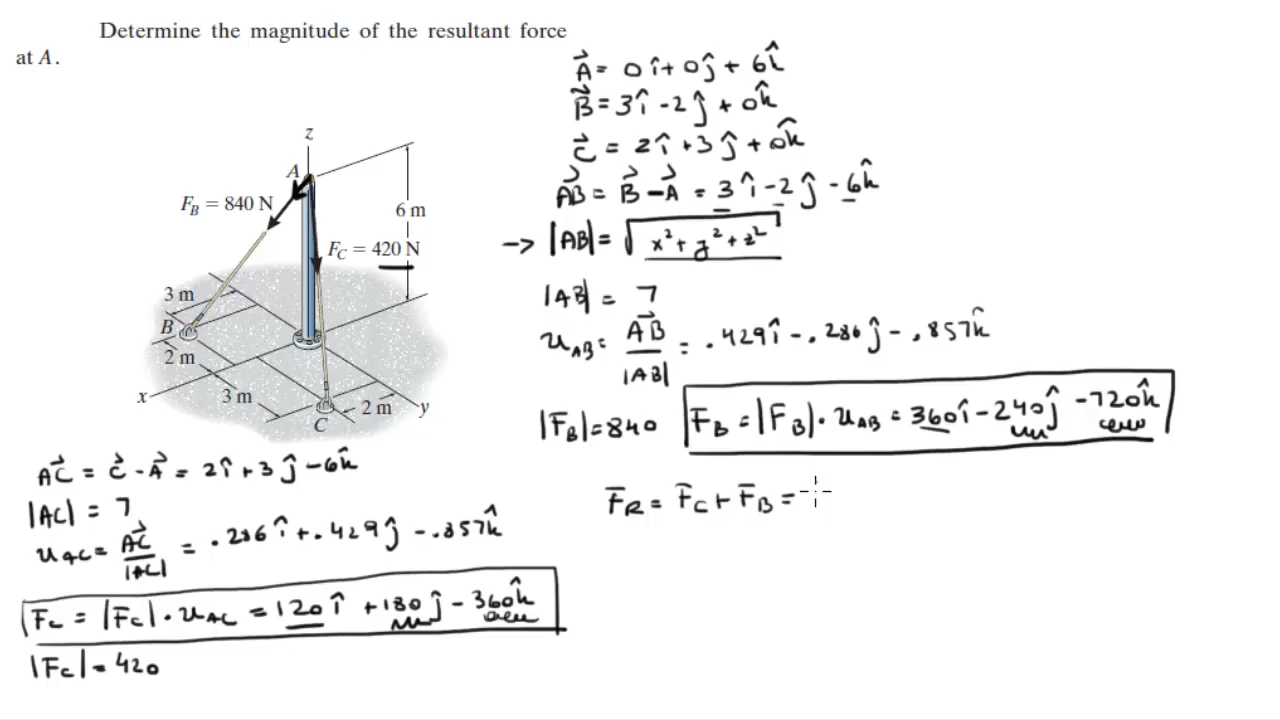 Determine the magnitude of the resultant force
at A.
z
A
F_B = 840 N
6 m
F_C = 420 N
3 m
B
2 m
x
3 m
2 m
y
C
A⃗ = 0î + 0ĵ + 6k̂
B⃗ = 3î - 2ĵ + 0k̂
C⃗ = 2î + 3ĵ + 0k̂
AB⃗ = B⃗ - A⃗ = 3î - 2ĵ - 6k̂
→ |AB| = √(x² + y² + z²)
|AB| = 7
u_AB = AB⃗/|AB| = .429î - .286ĵ - .857k̂
|F_B| = 840
F_B = |F_B| · u_AB = 360î - 240ĵ - 720k̂
AC⃗ = C⃗ - A⃗ = 2î + 3ĵ - 6k̂
|AC| = 7
u_AC = AC⃗/|AC| = .286î + .429ĵ - .857k̂
F_C = |F_C| · u_AC = 120î + 180ĵ - 360k̂
|F_C| = 420
F̄_R = F̄_C + F̄_B =